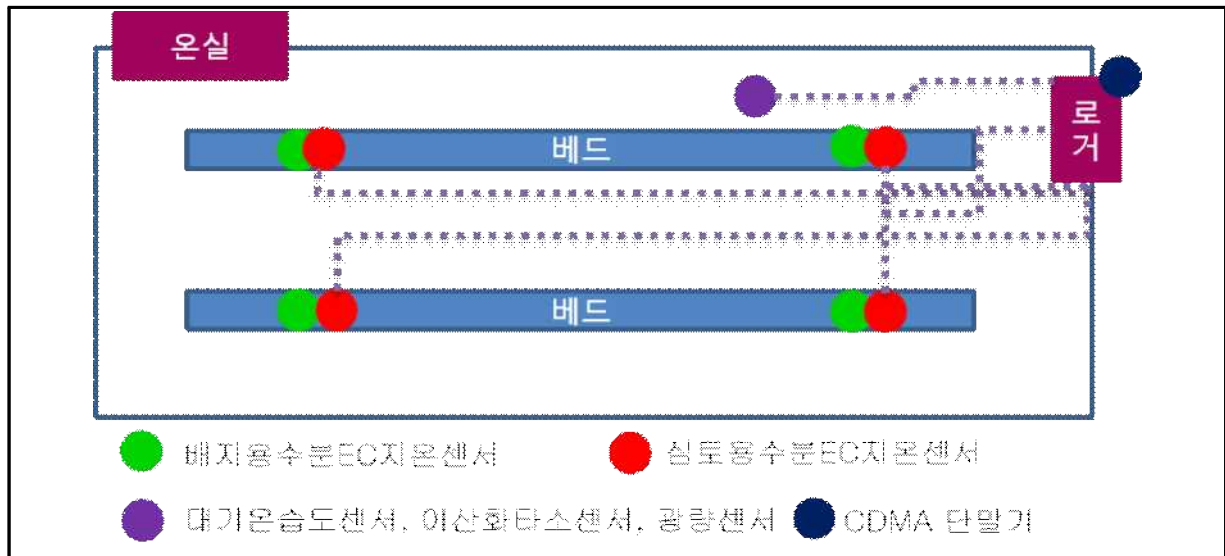 온실
로
거
베드
베드
배지용수분EC지온센서
심토용수분EC지온센서
대기온습도센서, 이산화탄소센서, 광량센서
CDMA 단말기